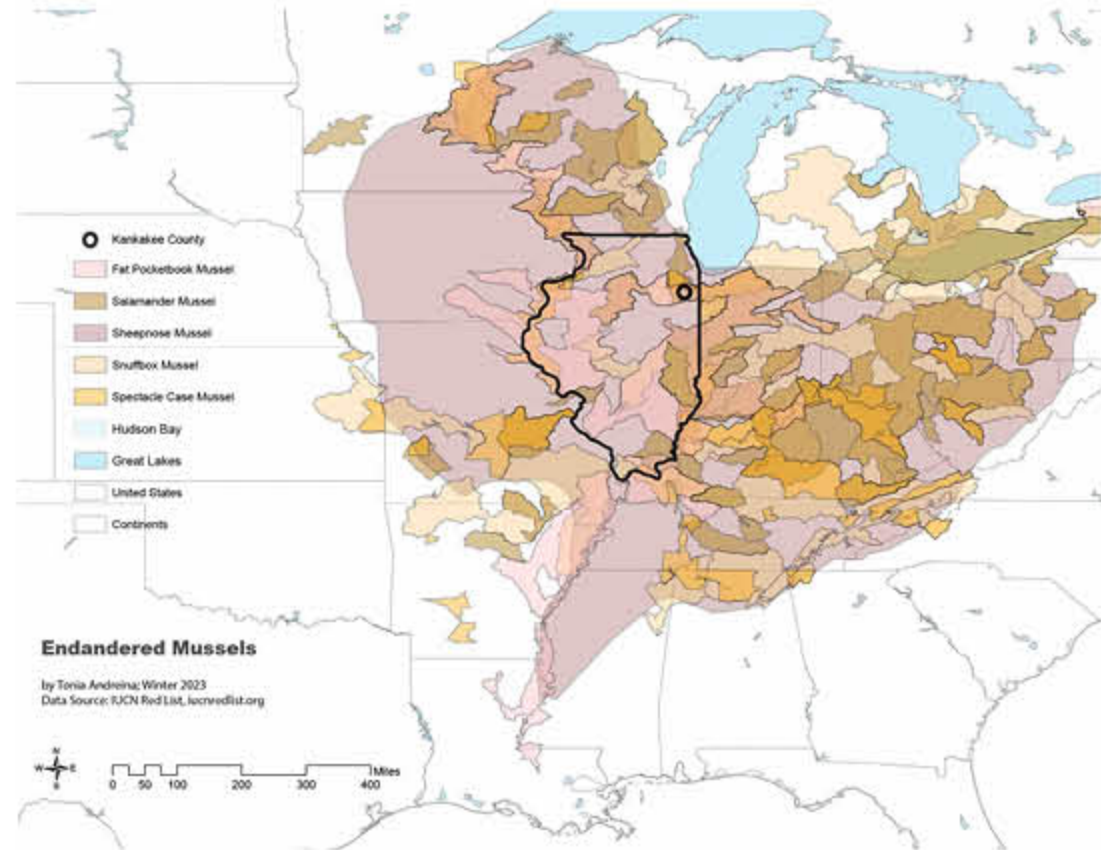 Kankakee County
Fat Pocketbook Mussel
Salamander Mussel
Sheepnose Mussel
Snuffbox Mussel
Spectacle Case Mussel
Hudson Bay
Great Lakes
United States
Continents
Endandered Mussels
by Tonia Andreina; Winter 2023
Data Source: IUCN Red List, iucnredlist.org
N
W E
S
Miles
0 50 100 200 300 400